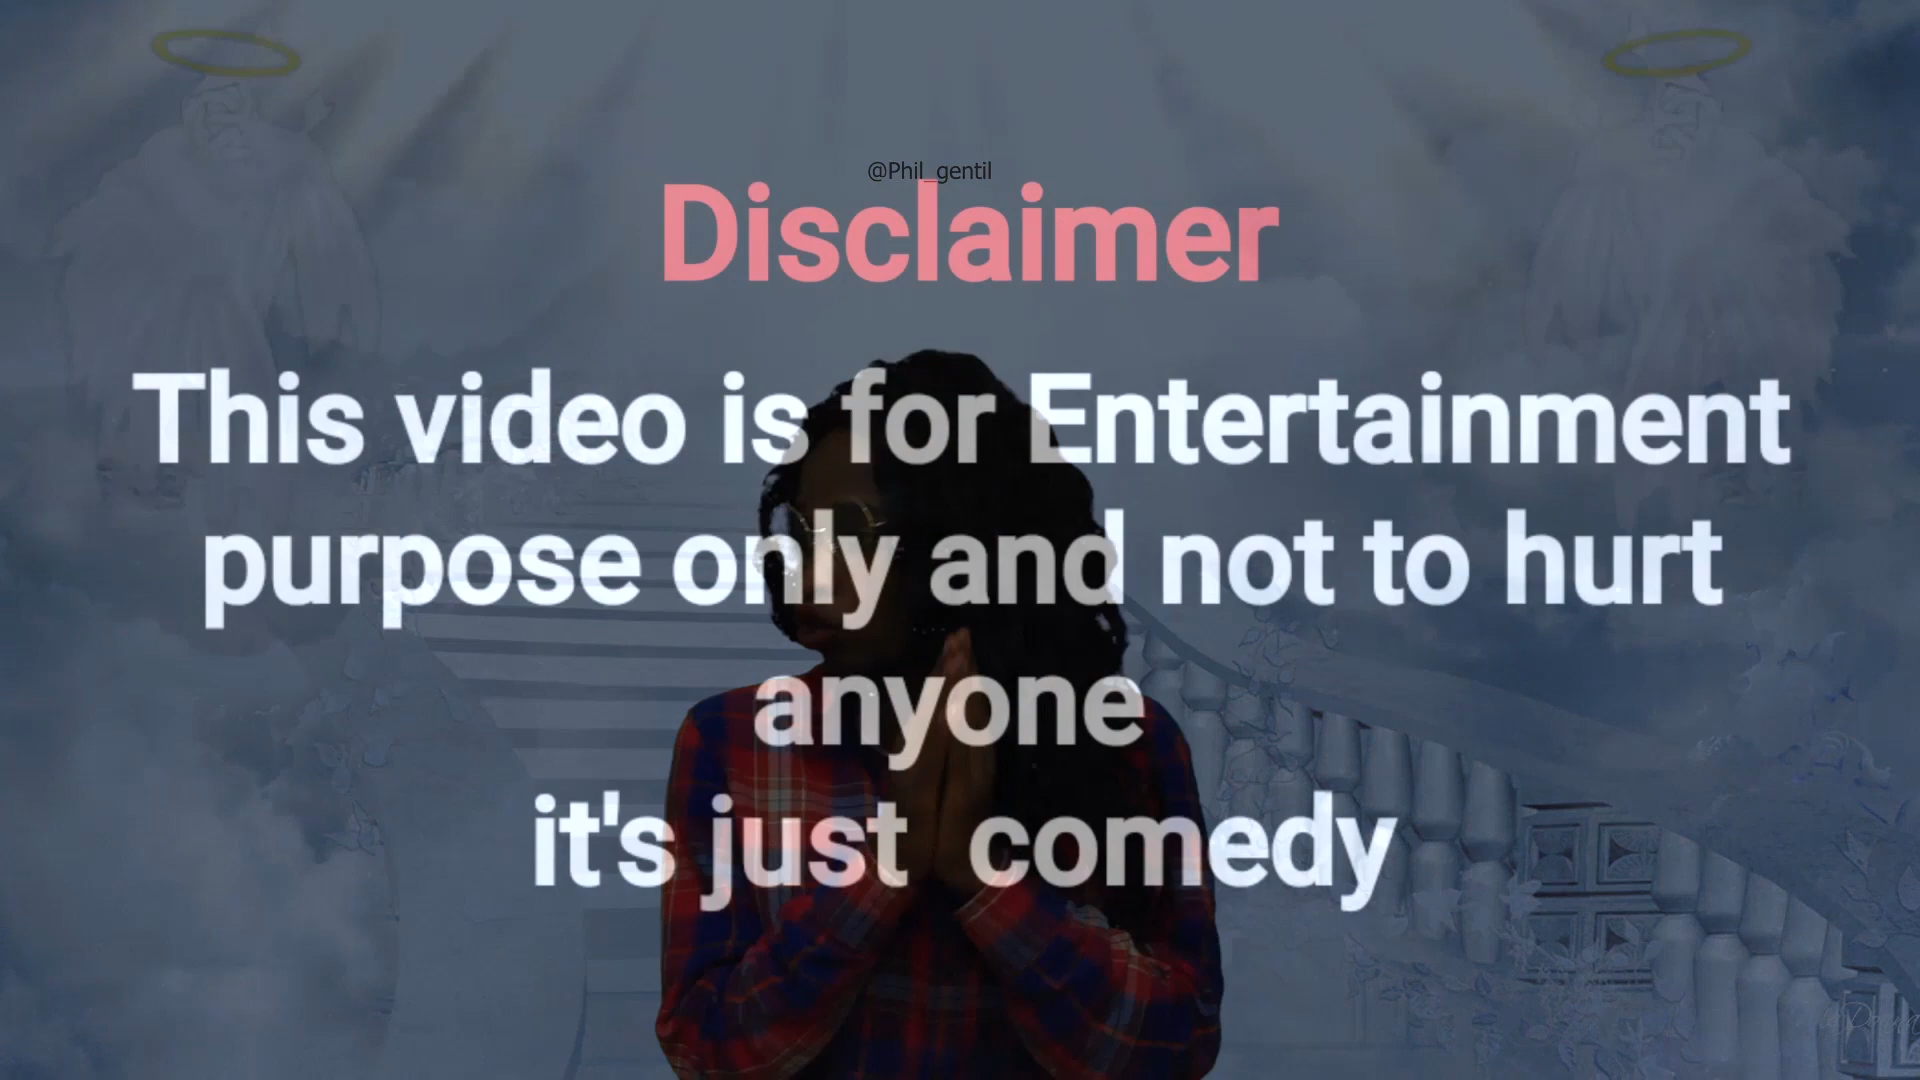 @Phil_gentil
Disclaimer
This video is for Entertainment
purpose only and not to hurt
anyone
it's just comedy